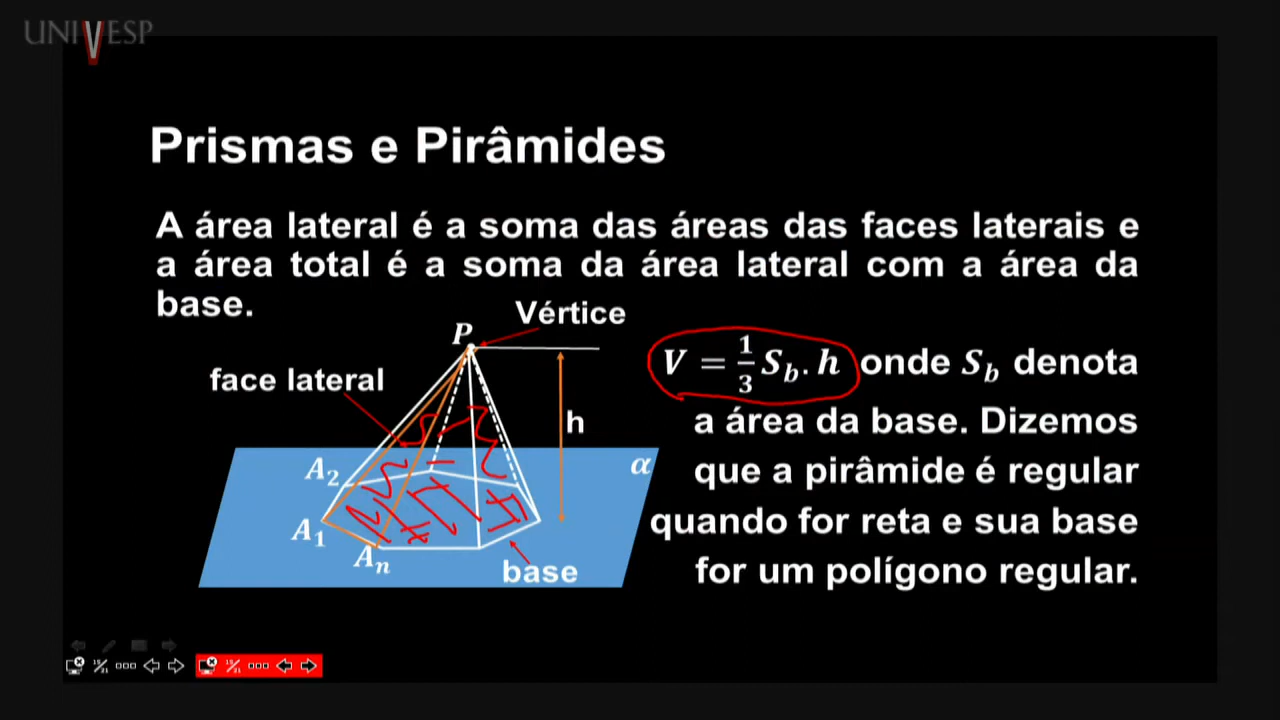 UNIVESP
Prismas e Pirâmides
A área lateral é a soma das áreas das faces laterais e
a área total é a soma da área lateral com a área da
base.
Vértice
P
face lateral
h
A₂
α
A₁
Aₙ
base
V = 1/3 S_b . h onde S_b denota
a área da base. Dizemos
que a pirâmide é regular
quando for reta e sua base
for um polígono regular.